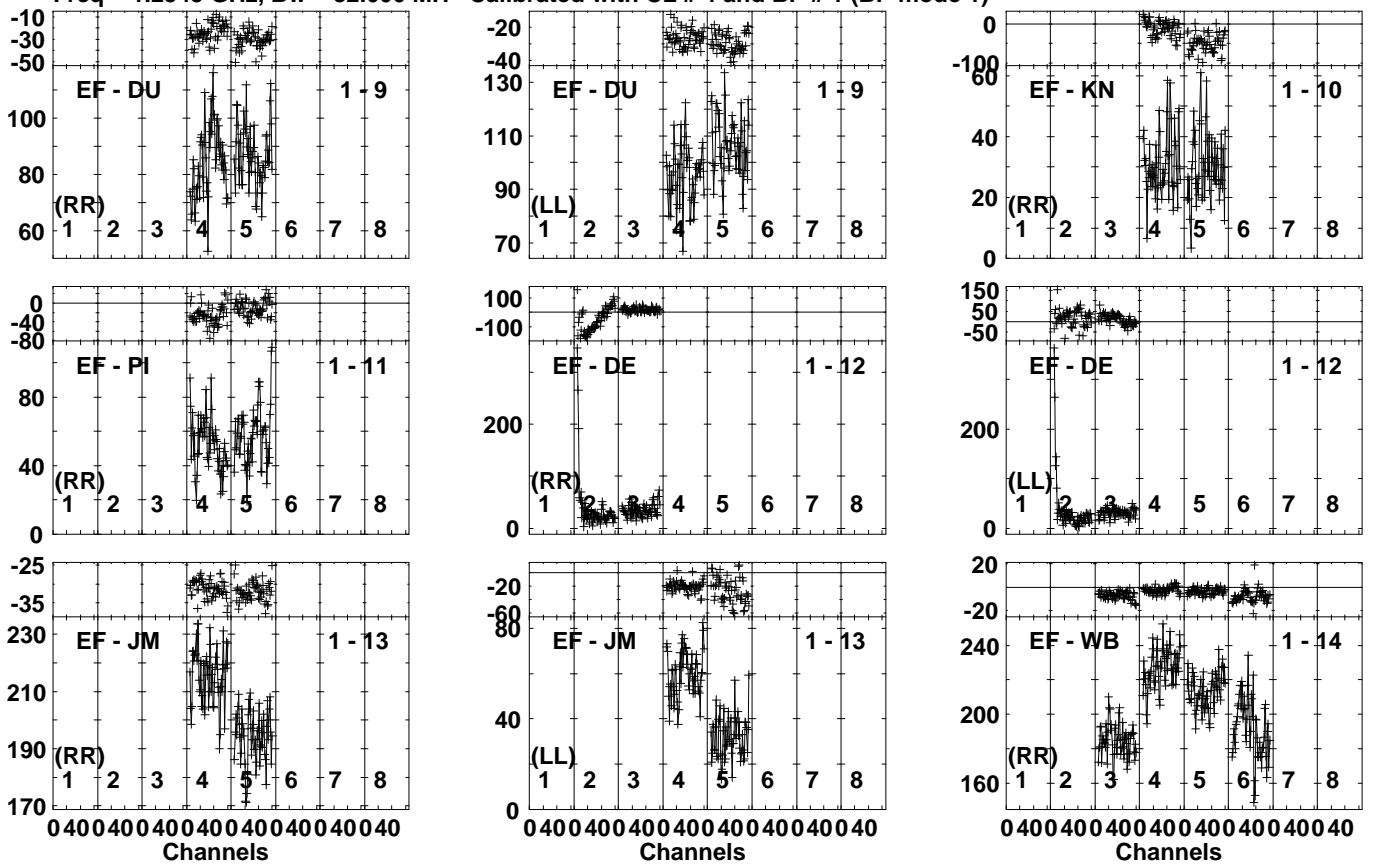 -10
-30
-50
EF - DU 1 - 9
100
80
60
(RR)
1 2 3 4 5 6 7 8
-20
-40
EF - DU 1 - 9
130
110
90
70
(LL)
1 2 3 4 5 6 7 8
0
-100
60
EF - KN 1 - 10
40
20
0
(RR)
1 2 3 4 5 6 7 8
0
-40
-80
EF - PI 1 - 11
80
40
0
(RR)
1 2 3 4 5 6 7 8
100
-100
EF - DE 1 - 12
200
0
(RR)
1 2 3 4 5 6 7 8
150
50
-50
EF - DE 1 - 12
200
0
(LL)
1 2 3 4 5 6 7 8
-25
-35
230
EF - JM 1 - 13
210
190
170
(RR)
1 2 3 4 5 6 7 8
0 40 0 40 0 40 0 40 0 40 0 40 0 40 0 40
Channels
-20
-60
80
EF - JM 1 - 13
40
0
(LL)
1 2 3 4 5 6 7 8
0 40 0 40 0 40 0 40 0 40 0 40 0 40 0 40
Channels
20
-20
240
EF - WB 1 - 14
200
160
(RR)
1 2 3 4 5 6 7 8
0 40 0 40 0 40 0 40 0 40 0 40 0 40 0 40
Channels